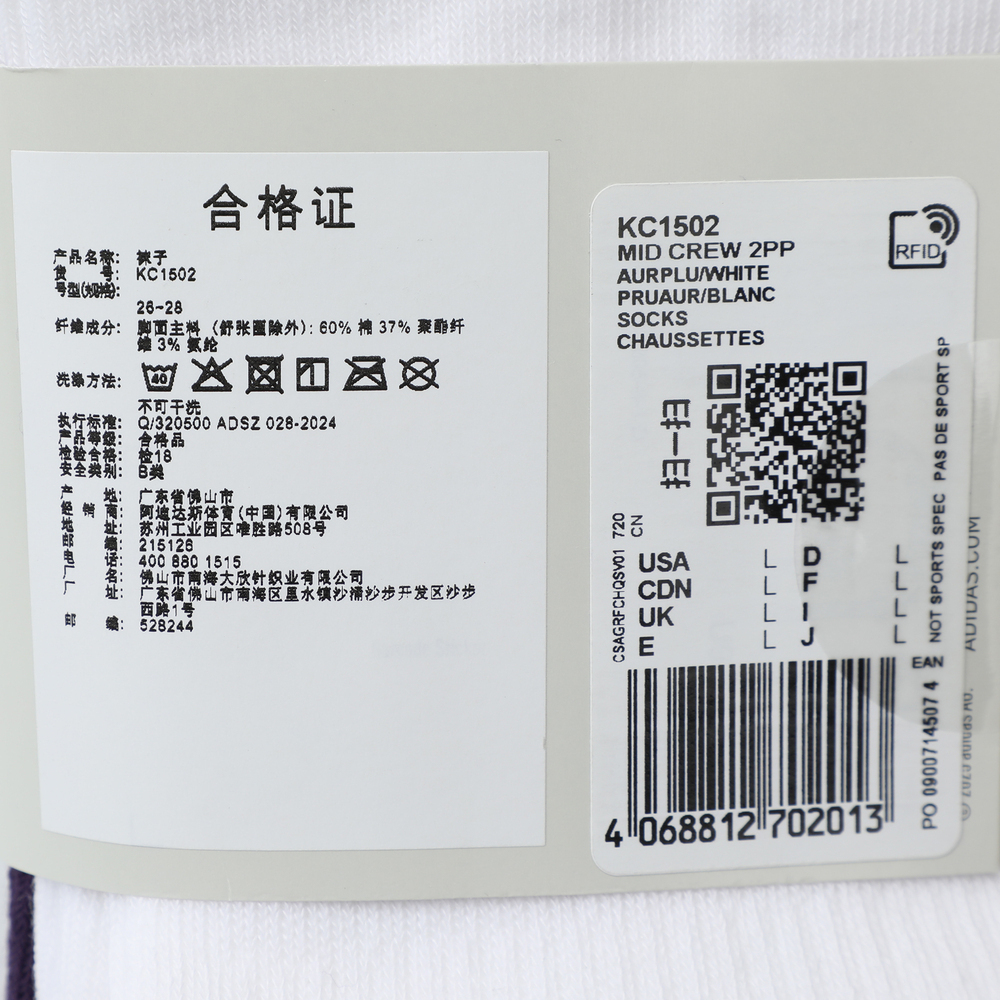 合格证
产品名称: 袜子
货 号: KC1502
号型(规格):
26~28
纤维成分: 脚面主料 (舒张圈除外): 60% 棉 37% 聚酯纤
维 3% 氨纶
洗涤方法: 40
不可干洗
执行标准: Q/320500 ADSZ 028-2024
产品等级: 合格品
检验合格: 检18
安全类别: B类
产 地: 广东省佛山市
经 销 商: 阿迪达斯体育(中国)有限公司
地 址: 苏州工业园区唯胜路508号
邮 编: 215126
电 话: 400 880 1515
厂 名: 佛山市南海大欣针织业有限公司
厂 址: 广东省佛山市南海区里水镇沙涌沙步开发区沙步
西路1号
邮 编: 528244
KC1502
MID CREW 2PP
AURPLU/WHITE
PRUAUR/BLANC
SOCKS
CHAUSSETTES
RFID
扫一扫
CSAGRFCHQSV01 720
CN
USA L D L
CDN L F L
UK L I L
E L J L
EAN
4 068812 702013
NOT SPORTS SPEC PAS DE SPORT SP
PO 0900714507 4
ADIDAS.COM